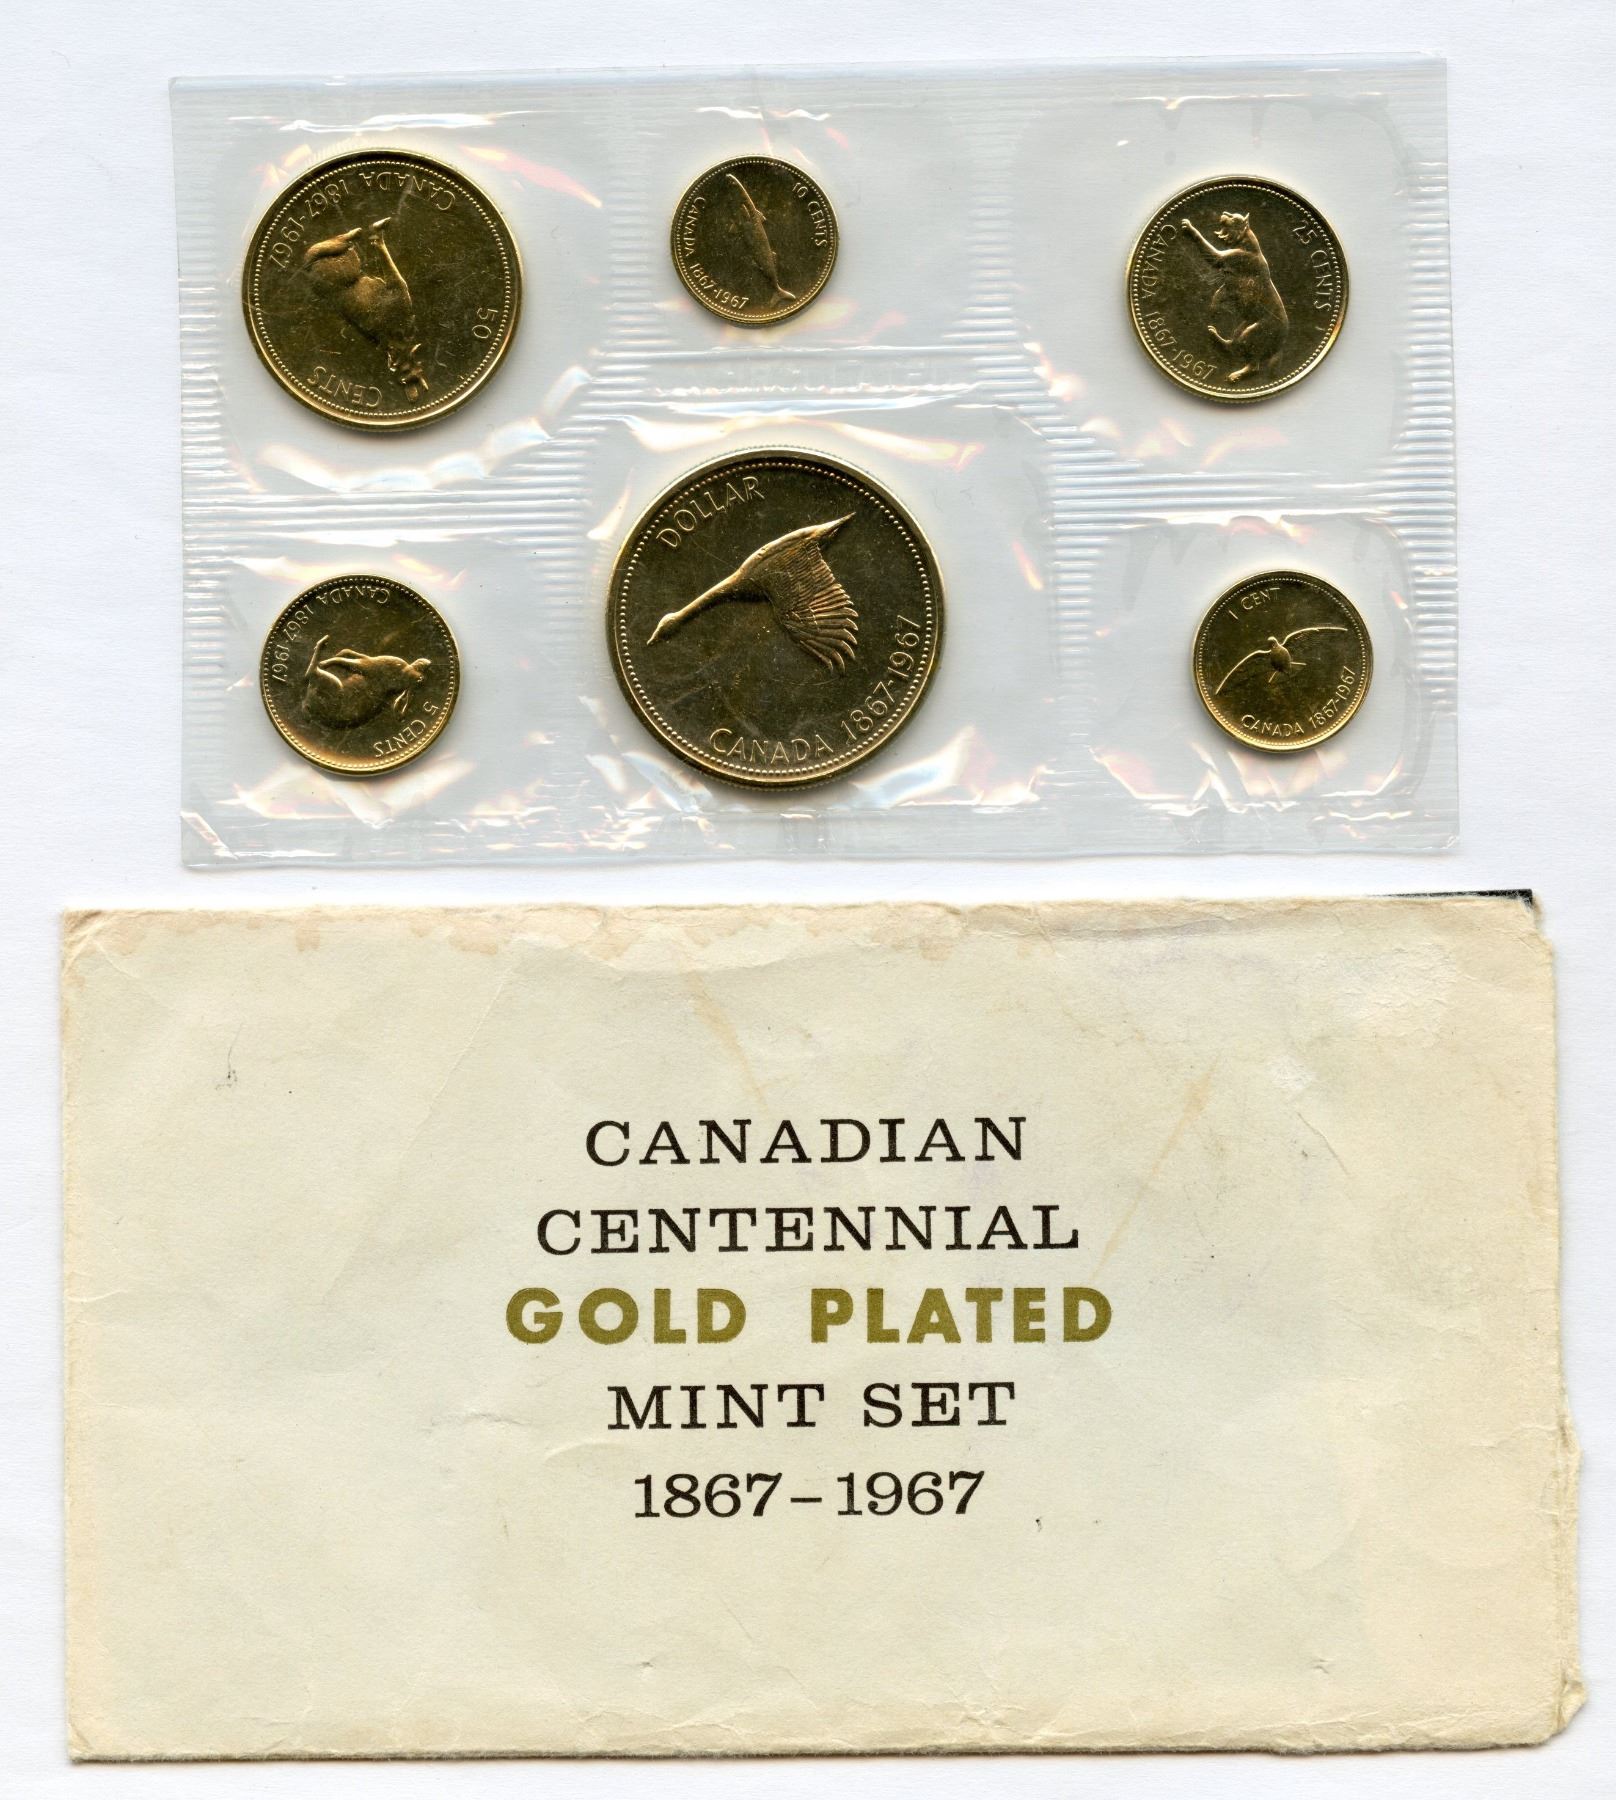 CANADA 1867-1967
50 CENTS
10 CENTS
CANADA 1867-1967
25 CENTS
CANADA 1867-1967
CANADA 1867-1967
5 CENTS
DOLLAR
CANADA 1867-1967
1 CENT
CANADA 1867-1967
CANADIAN
CENTENNIAL
GOLD PLATED
MINT SET
1867–1967